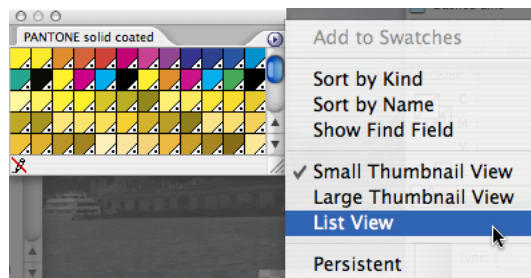 PANTONE solid coated
Add to Swatches
Sort by Kind
Sort by Name
Show Find Field
✓ Small Thumbnail View
Large Thumbnail View
List View
Persistent